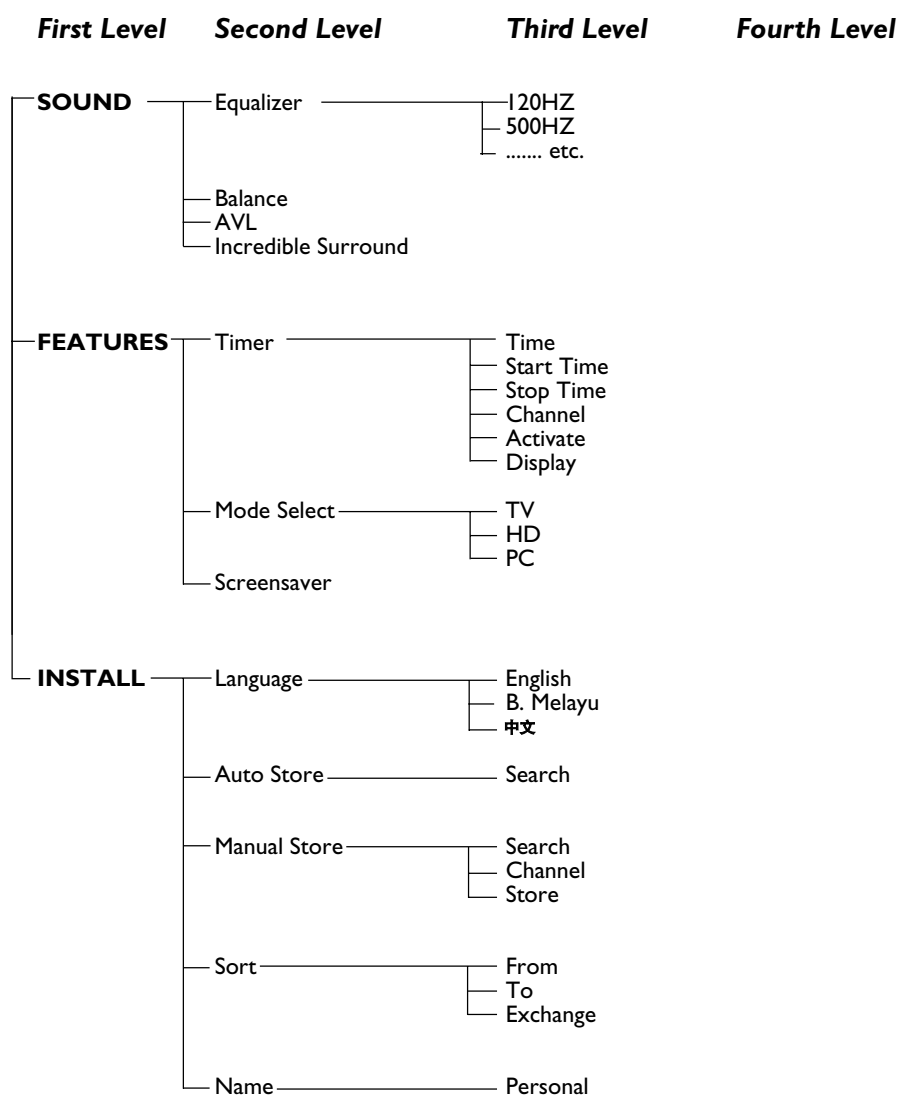 First Level Second Level Third Level Fourth Level
SOUND Equalizer 120HZ
500HZ
....... etc.
Balance
AVL
Incredible Surround
FEATURES Timer Time
Start Time
Stop Time
Channel
Activate
Display
Mode Select TV
HD
PC
Screensaver
INSTALL Language English
B. Melayu
中文
Auto Store Search
Manual Store Search
Channel
Store
Sort From
To
Exchange
Name Personal